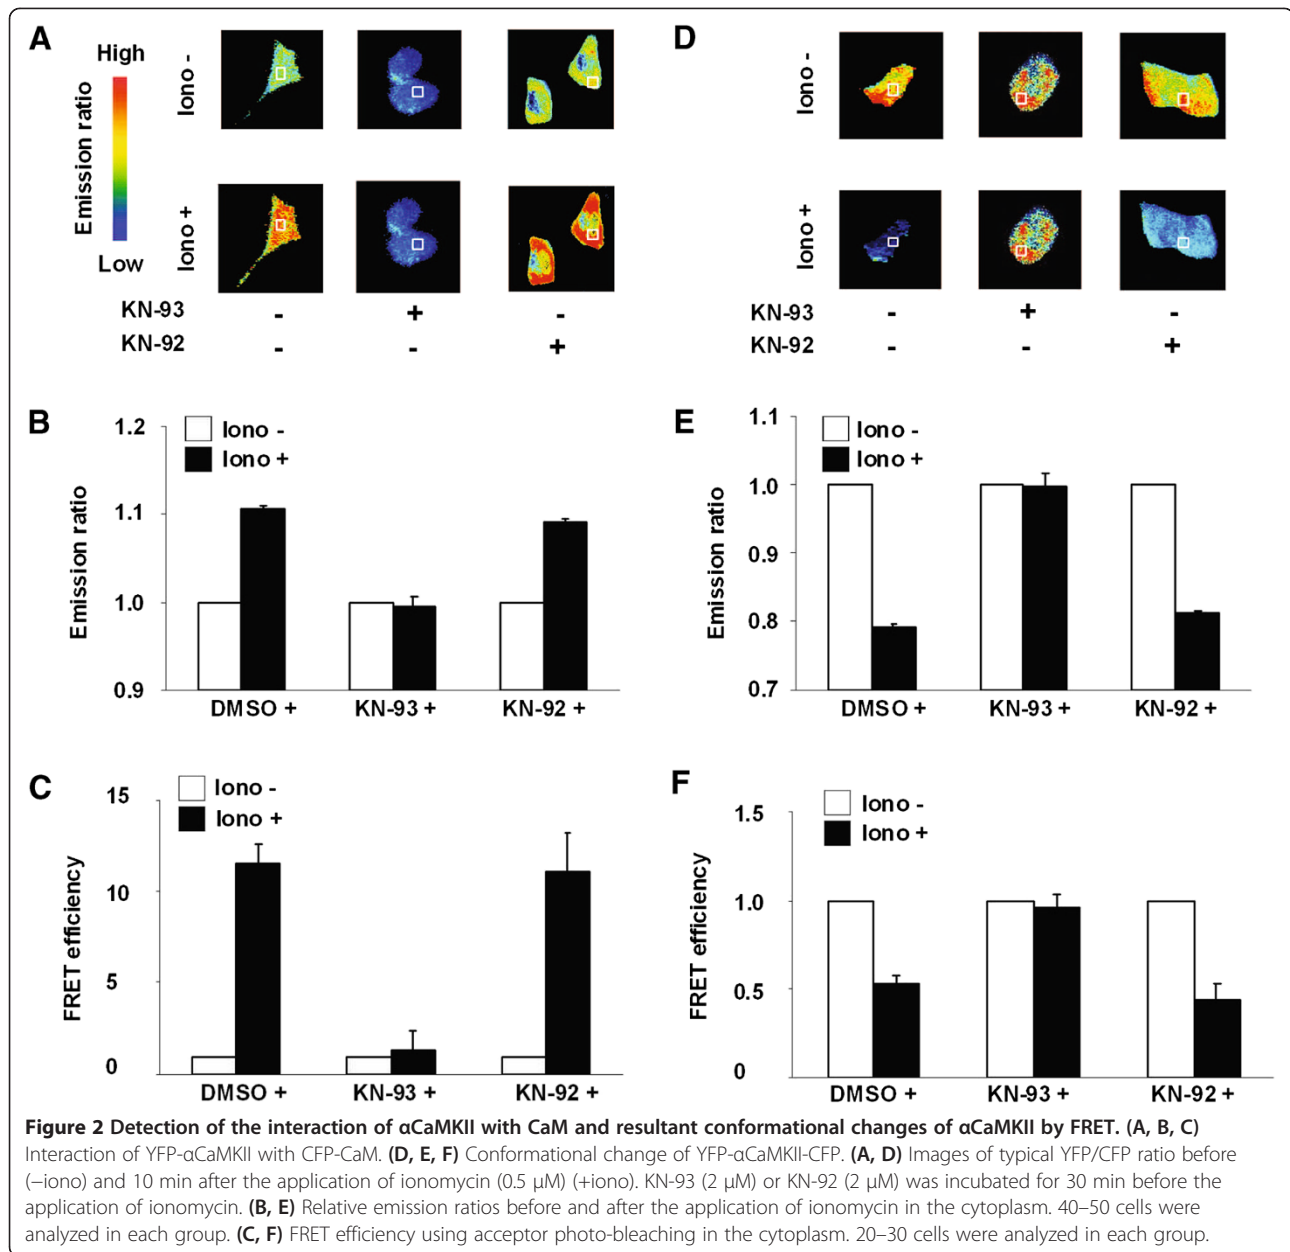 A
High
Emission ratio
Low
Iono -
Iono +
KN-93 - + -
KN-92 - - +
D
Iono -
Iono +
KN-93 - + -
KN-92 - - +
B
Iono -
Iono +
Emission ratio
1.2
1.1
1.0
0.9
DMSO + KN-93 + KN-92 +
E
Iono -
Iono +
Emission ratio
1.1
1.0
0.9
0.8
0.7
DMSO + KN-93 + KN-92 +
C
Iono -
Iono +
FRET efficiency
15
10
5
0
DMSO + KN-93 + KN-92 +
F
Iono -
Iono +
FRET efficiency
1.5
1.0
0.5
0
DMSO + KN-93 + KN-92 +
Figure 2 Detection of the interaction of αCaMKII with CaM and resultant conformational changes of αCaMKII by FRET. (A, B, C)
Interaction of YFP-αCaMKII with CFP-CaM. (D, E, F) Conformational change of YFP-αCaMKII-CFP. (A, D) Images of typical YFP/CFP ratio before
(−iono) and 10 min after the application of ionomycin (0.5 μM) (+iono). KN-93 (2 μM) or KN-92 (2 μM) was incubated for 30 min before the
application of ionomycin. (B, E) Relative emission ratios before and after the application of ionomycin in the cytoplasm. 40–50 cells were
analyzed in each group. (C, F) FRET efficiency using acceptor photo-bleaching in the cytoplasm. 20–30 cells were analyzed in each group.